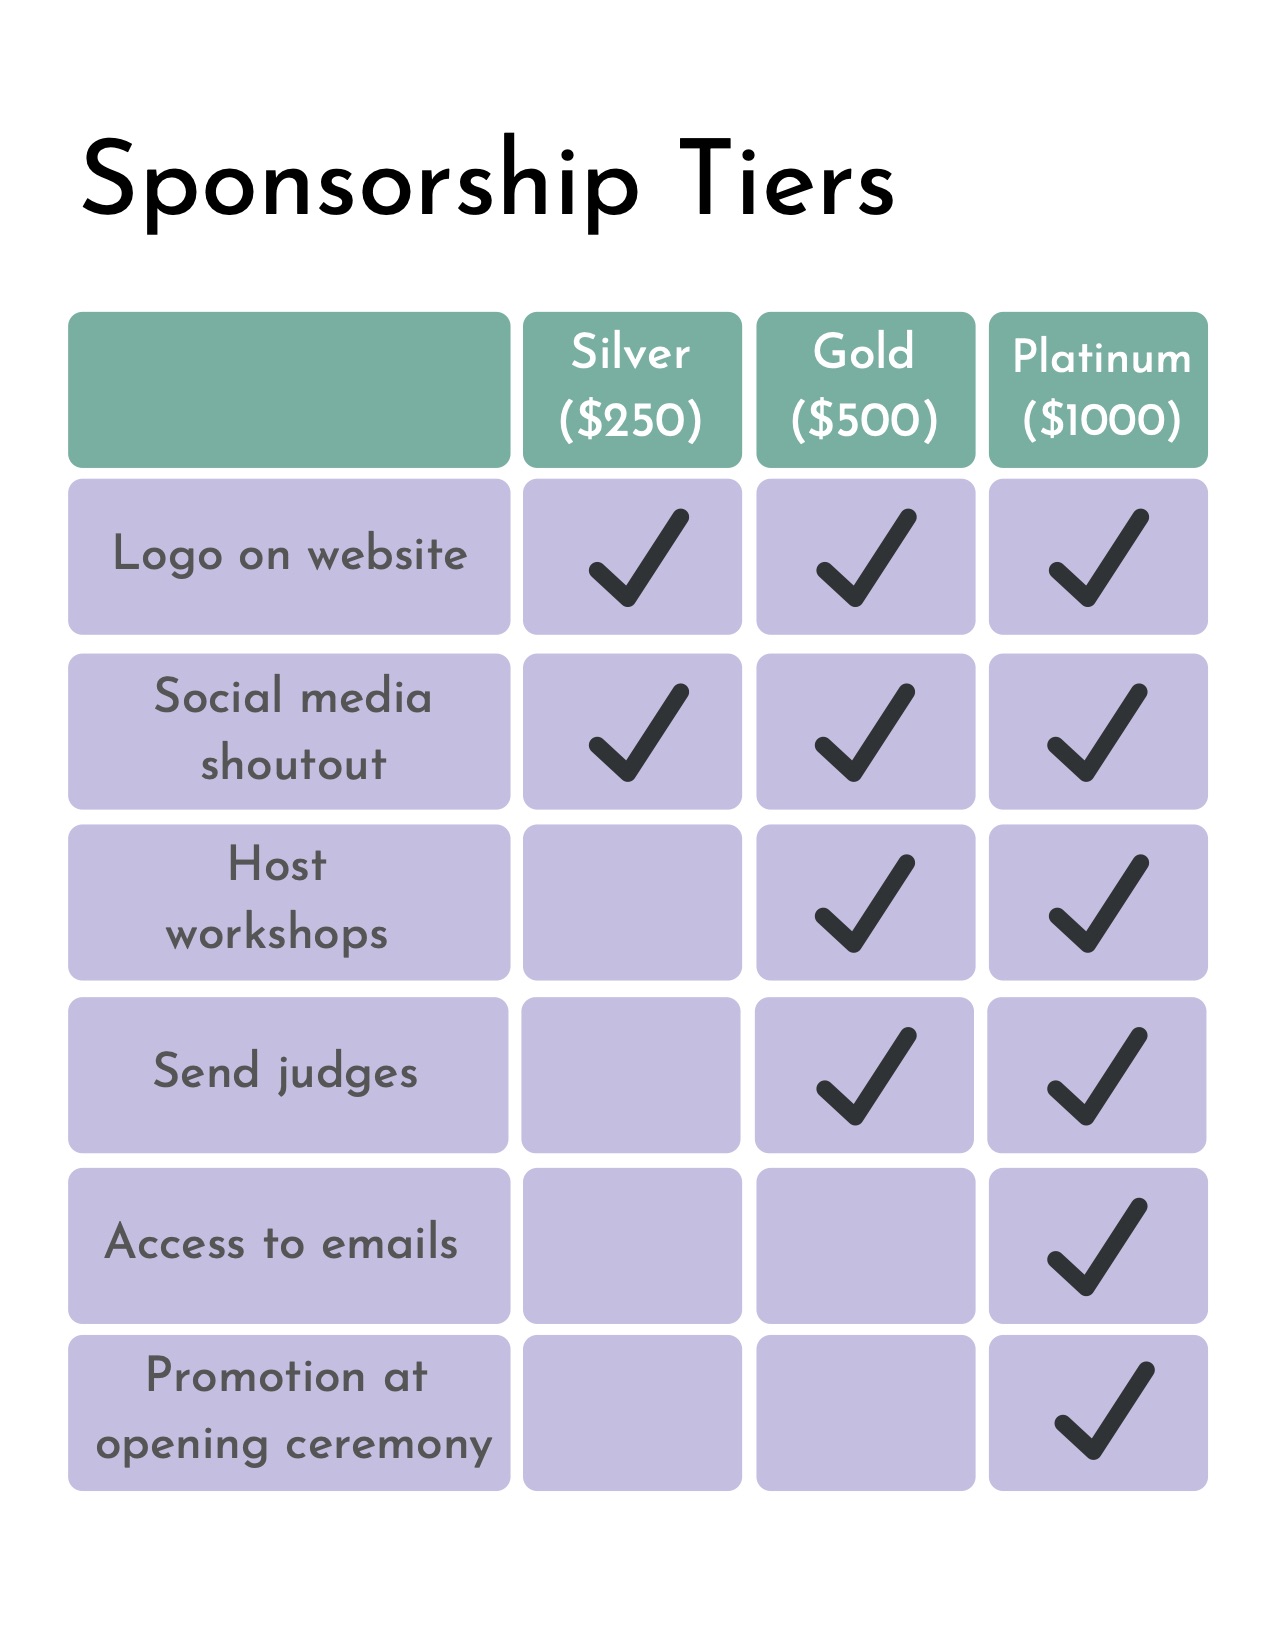 Sponsorship Tiers
Silver
($250)
Gold
($500)
Platinum
($1000)
Logo on website
Social media
shoutout
Host
workshops
Send judges
Access to emails
Promotion at
opening ceremony